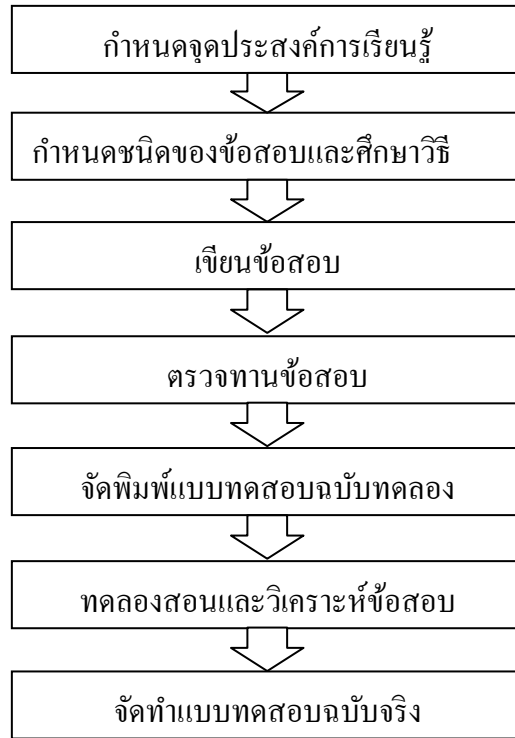 กำหนดจุดประสงค์การเรียนรู้
กำหนดชนิดของข้อสอบและศึกษาวิธี
เขียนข้อสอบ
ตรวจทานข้อสอบ
จัดพิมพ์แบบทดสอบฉบับทดลอง
ทดลองสอนและวิเคราะห์ข้อสอบ
จัดทำแบบทดสอบฉบับจริง